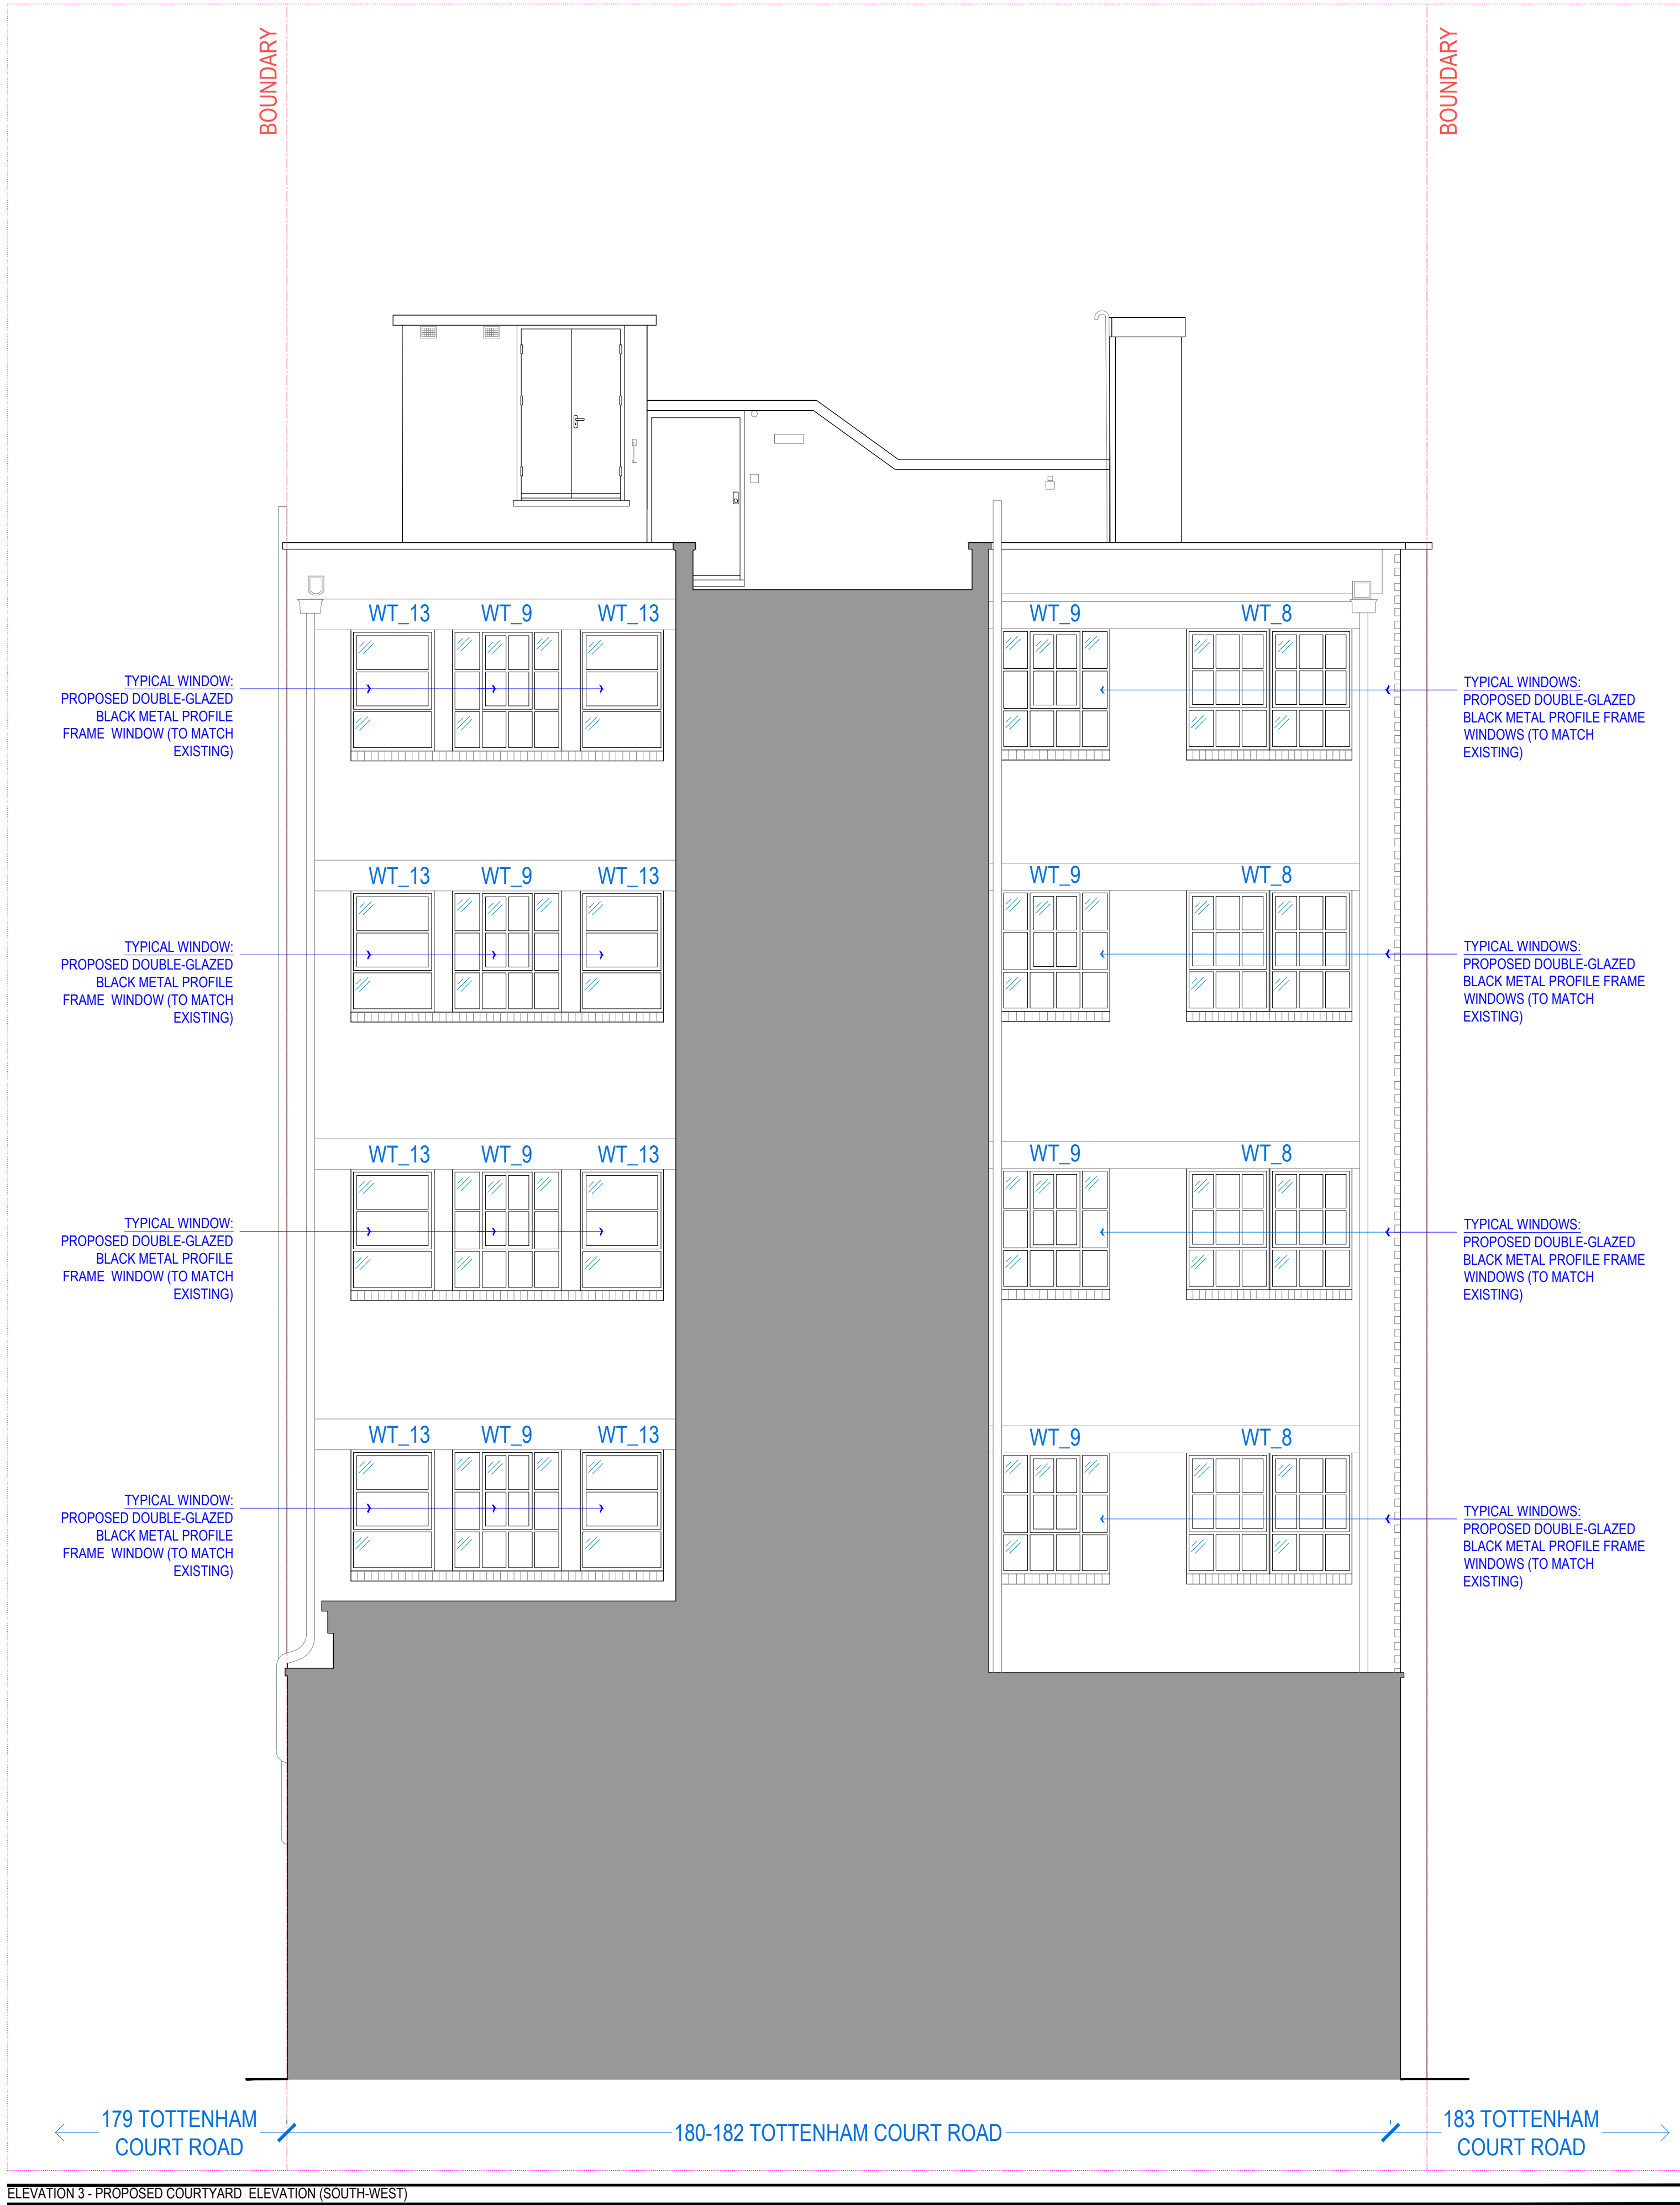 BOUNDARY
BOUNDARY
WT_13 WT_9 WT_13
WT_9 WT_8
TYPICAL WINDOW:
PROPOSED DOUBLE-GLAZED
BLACK METAL PROFILE
FRAME WINDOW (TO MATCH
EXISTING)
TYPICAL WINDOWS:
PROPOSED DOUBLE-GLAZED
BLACK METAL PROFILE FRAME
WINDOWS (TO MATCH
EXISTING)
WT_13 WT_9 WT_13
WT_9 WT_8
TYPICAL WINDOW:
PROPOSED DOUBLE-GLAZED
BLACK METAL PROFILE
FRAME WINDOW (TO MATCH
EXISTING)
TYPICAL WINDOWS:
PROPOSED DOUBLE-GLAZED
BLACK METAL PROFILE FRAME
WINDOWS (TO MATCH
EXISTING)
WT_13 WT_9 WT_13
WT_9 WT_8
TYPICAL WINDOW:
PROPOSED DOUBLE-GLAZED
BLACK METAL PROFILE
FRAME WINDOW (TO MATCH
EXISTING)
TYPICAL WINDOWS:
PROPOSED DOUBLE-GLAZED
BLACK METAL PROFILE FRAME
WINDOWS (TO MATCH
EXISTING)
WT_13 WT_9 WT_13
WT_9 WT_8
TYPICAL WINDOW:
PROPOSED DOUBLE-GLAZED
BLACK METAL PROFILE
FRAME WINDOW (TO MATCH
EXISTING)
TYPICAL WINDOWS:
PROPOSED DOUBLE-GLAZED
BLACK METAL PROFILE FRAME
WINDOWS (TO MATCH
EXISTING)
179 TOTTENHAM
COURT ROAD
180-182 TOTTENHAM COURT ROAD
183 TOTTENHAM
COURT ROAD
ELEVATION 3 - PROPOSED COURTYARD ELEVATION (SOUTH-WEST)